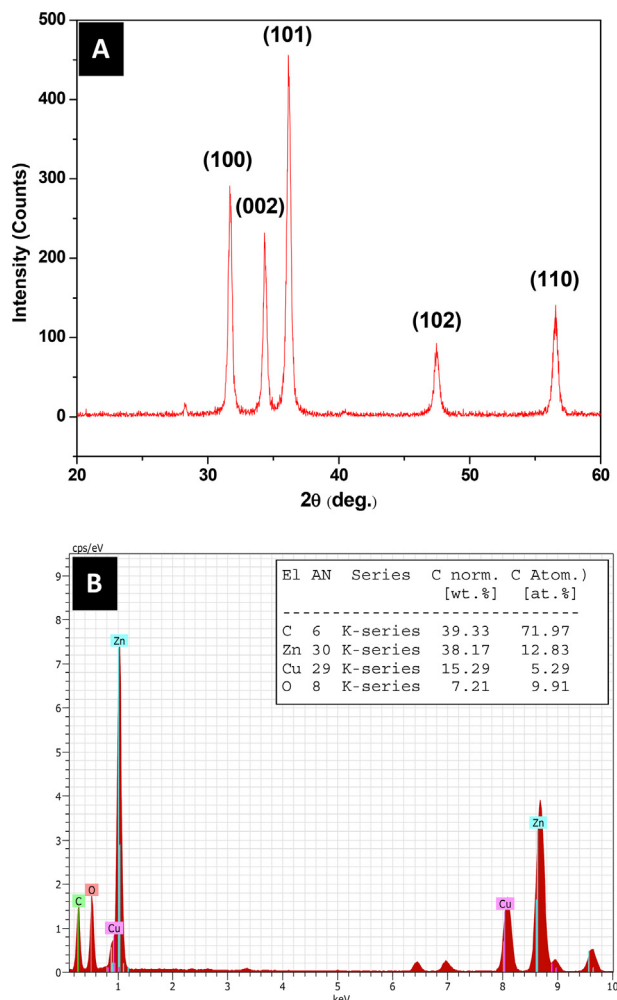 A
500
400
300
200
100
0
Intensity (Counts)
(100)
(002)
(101)
(102)
(110)
20 30 40 50 60
2θ (deg.)
B
cps/eV
9
8
7
6
5
4
3
2
1
0
El AN Series C norm. C Atom.)
[wt.%] [at.%]
-------------------------------
C 6 K-series 39.33 71.97
Zn 30 K-series 38.17 12.83
Cu 29 K-series 15.29 5.29
O 8 K-series 7.21 9.91
Zn
C
O
Cu
Cu
Zn
1 2 3 4 5 6 7 8 9 10
keV